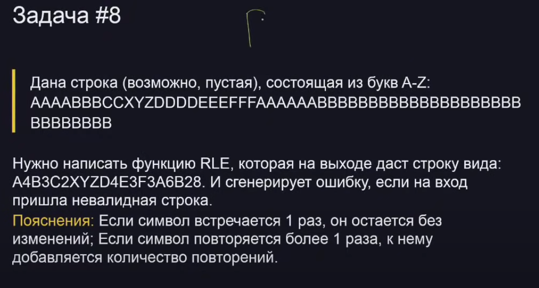 Задача #8
Дана строка (возможно, пустая), состоящая из букв A-Z:
AAAABBBCCXYZDDDDEEEFFFAAAAAABBBBBBBBBBBBBBBBBBBB
BBBBBBBB
Нужно написать функцию RLE, которая на выходе даст строку вида:
A4B3C2XYZD4E3F3A6B28. И сгенерирует ошибку, если на вход
пришла невалидная строка.
Пояснения: Если символ встречается 1 раз, он остается без
изменений; Если символ повторяется более 1 раза, к нему
добавляется количество повторений.